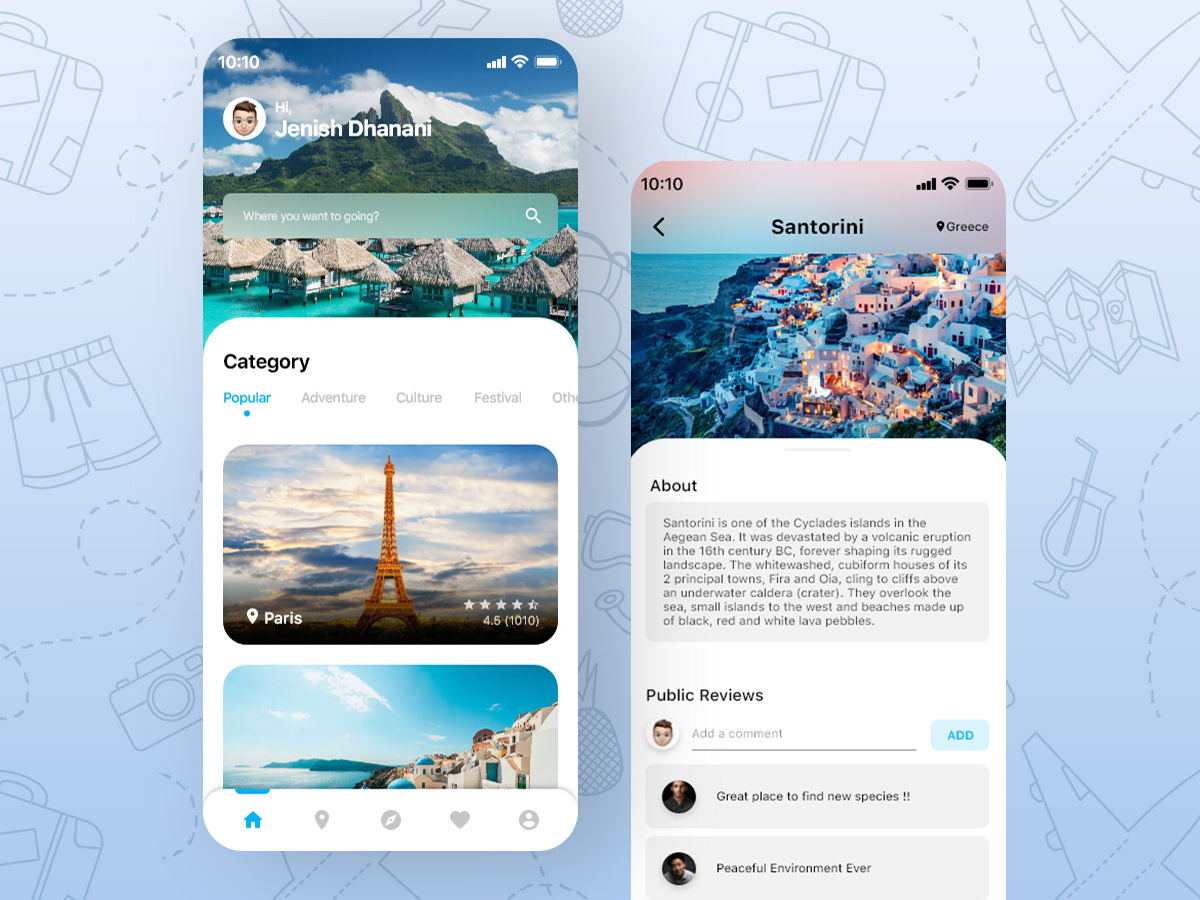 10:10
Hi,
Jenish Dhanani
Where you want to going?
Category
Popular Adventure Culture Festival Othe
Paris
4.5 (1010)
10:10
Santorini
Greece
About
Santorini is one of the Cyclades islands in the
Aegean Sea. It was devastated by a volcanic eruption
in the 16th century BC, forever shaping its rugged
landscape. The whitewashed, cubiform houses of its
2 principal towns, Fira and Oia, cling to cliffs above
an underwater caldera (crater). They overlook the
sea, small islands to the west and beaches made up
of black, red and white lava pebbles.
Public Reviews
Add a comment
ADD
Great place to find new species !!
Peaceful Environment Ever